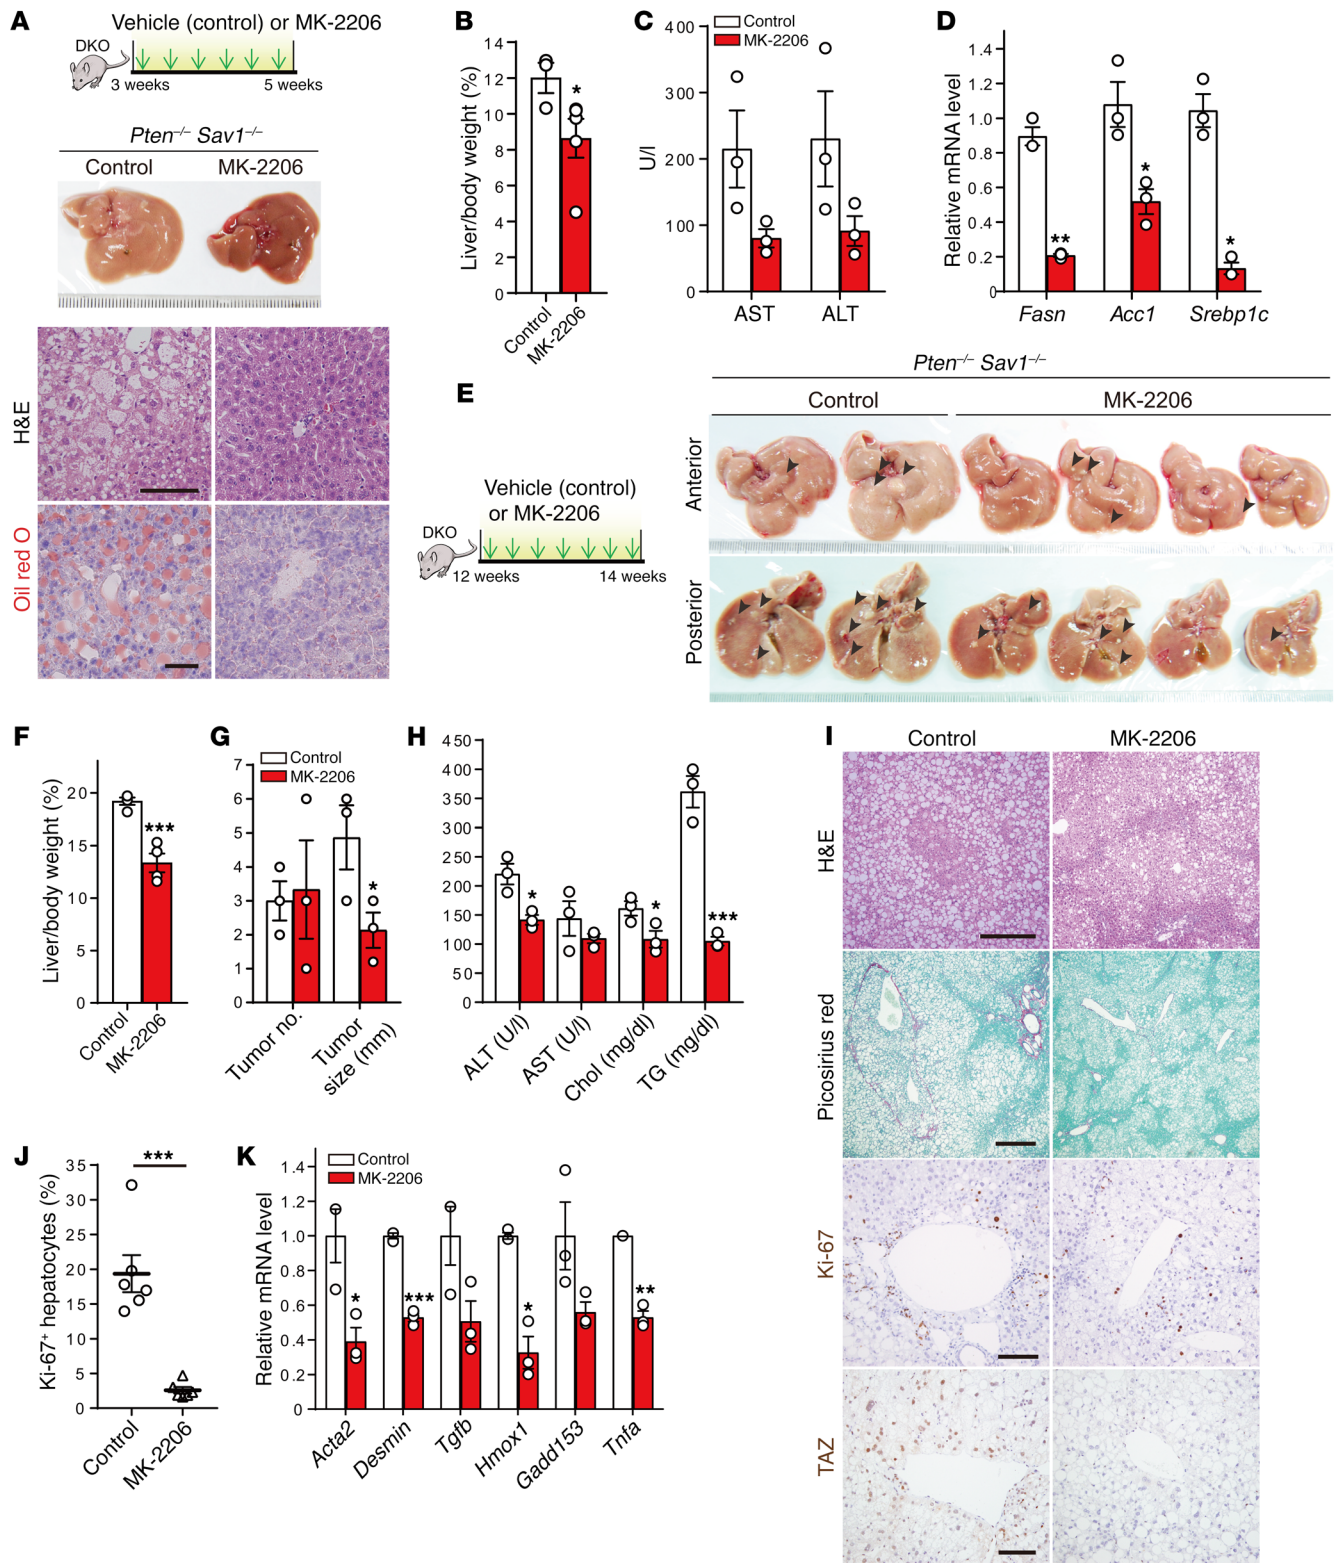 A
Vehicle (control) or MK-2206
DKO
3 weeks
5 weeks
Pten–/– Sav1–/–
Control
MK-2206
H&E
Oil red O
B
Liver/body weight (%)
14
12
10
8
6
4
2
0
*
Control
MK-2206
C
Control
MK-2206
U/l
400
300
200
100
0
AST
ALT
D
Relative mRNA level
1.4
1.2
1.0
0.8
0.6
0.4
0.2
0
**
*
*
Fasn
Acc1
Srebp1c
E
Vehicle (control)
or MK-2206
DKO
12 weeks
14 weeks
Pten–/– Sav1–/–
Control
MK-2206
Anterior
Posterior
F
Liver/body weight (%)
20
15
10
5
0
***
Control
MK-2206
G
Control
MK-2206
7
6
5
4
3
2
1
0
*
Tumor no.
Tumor
size (mm)
H
450
400
350
300
250
200
150
100
50
0
*
*
***
ALT (U/l)
AST (U/l)
Chol (mg/dl)
TG (mg/dl)
I
Control
MK-2206
H&E
Picosirius red
Ki-67
TAZ
J
Ki-67+ hepatocytes (%)
35
30
25
20
15
10
5
0
***
Control
MK-2206
K
Control
MK-2206
Relative mRNA level
1.4
1.2
1.0
0.8
0.6
0.4
0.2
0
*
***
*
**
Acta2
Desmin
Tgfb
Hmox1
Gadd153
Tnfa